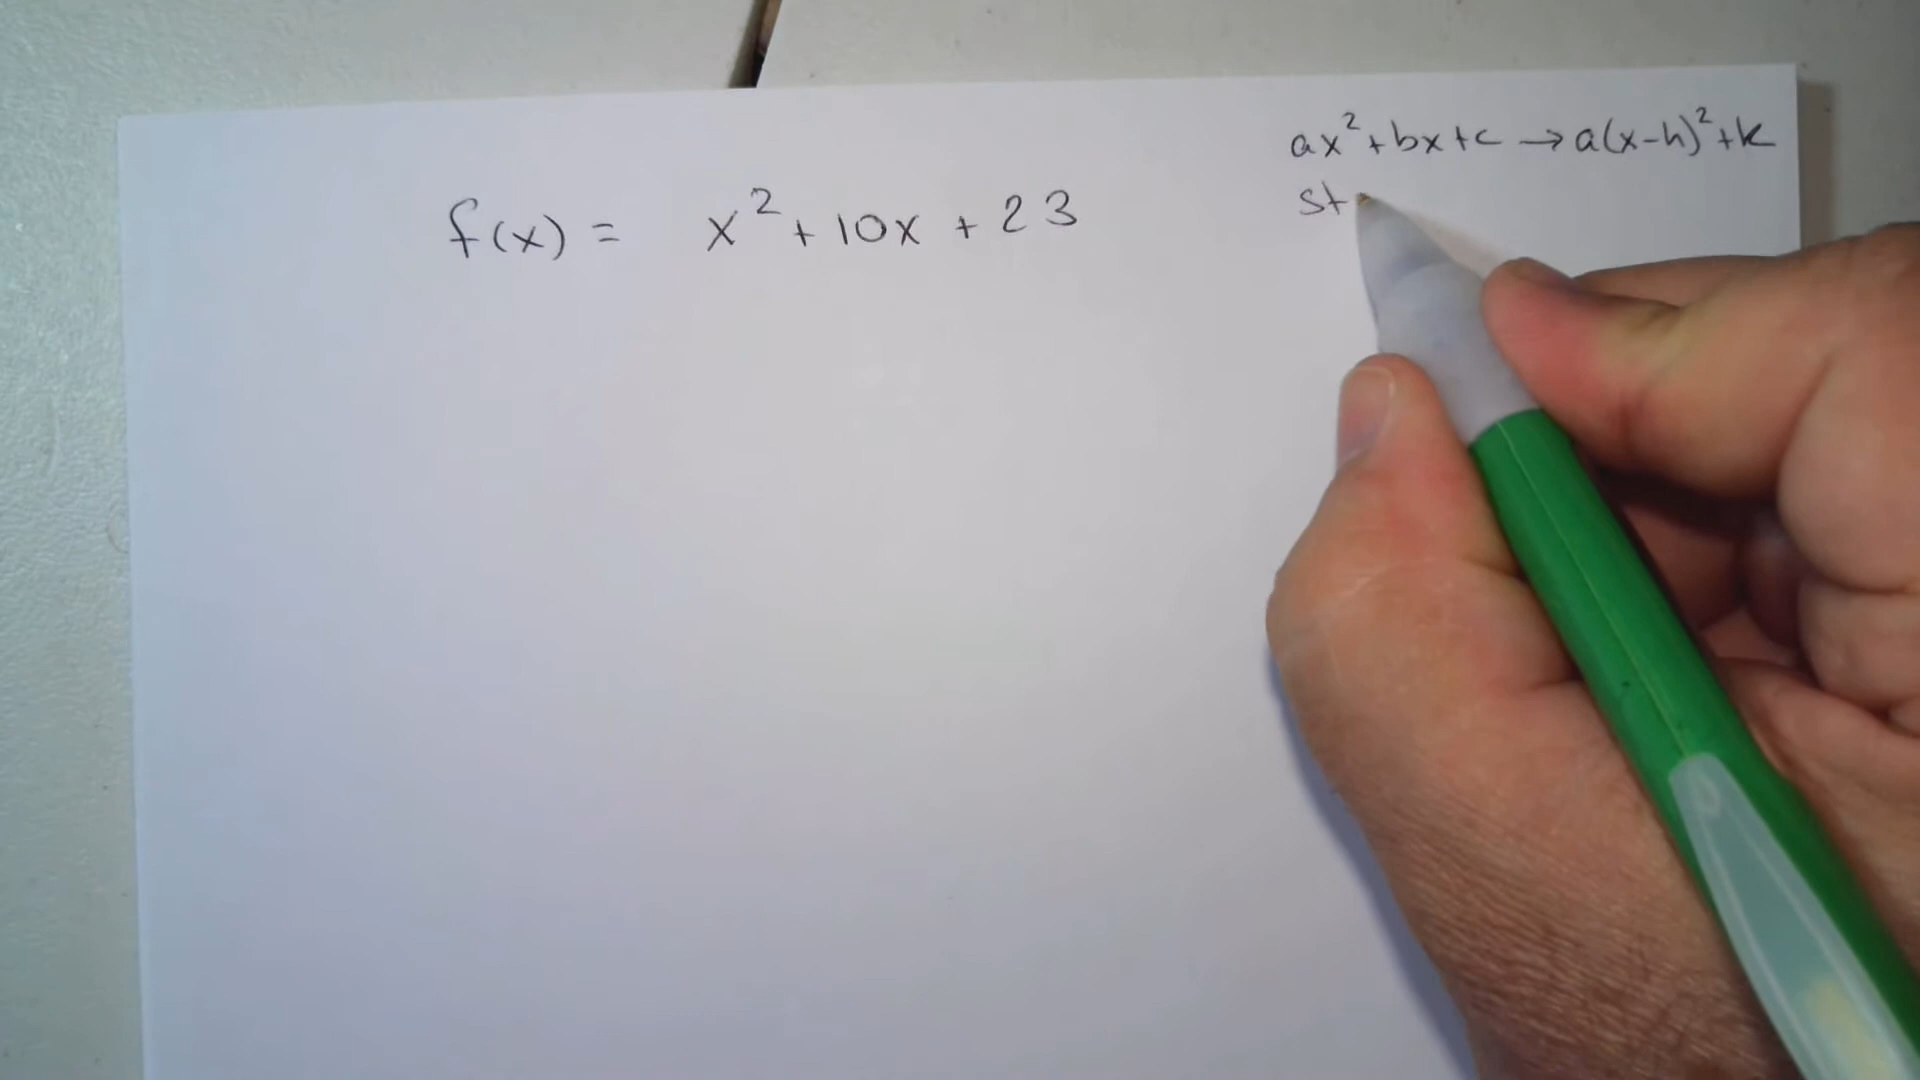 ax²+bx+c → a(x-h)²+k
f(x) = x² + 10x + 23
st